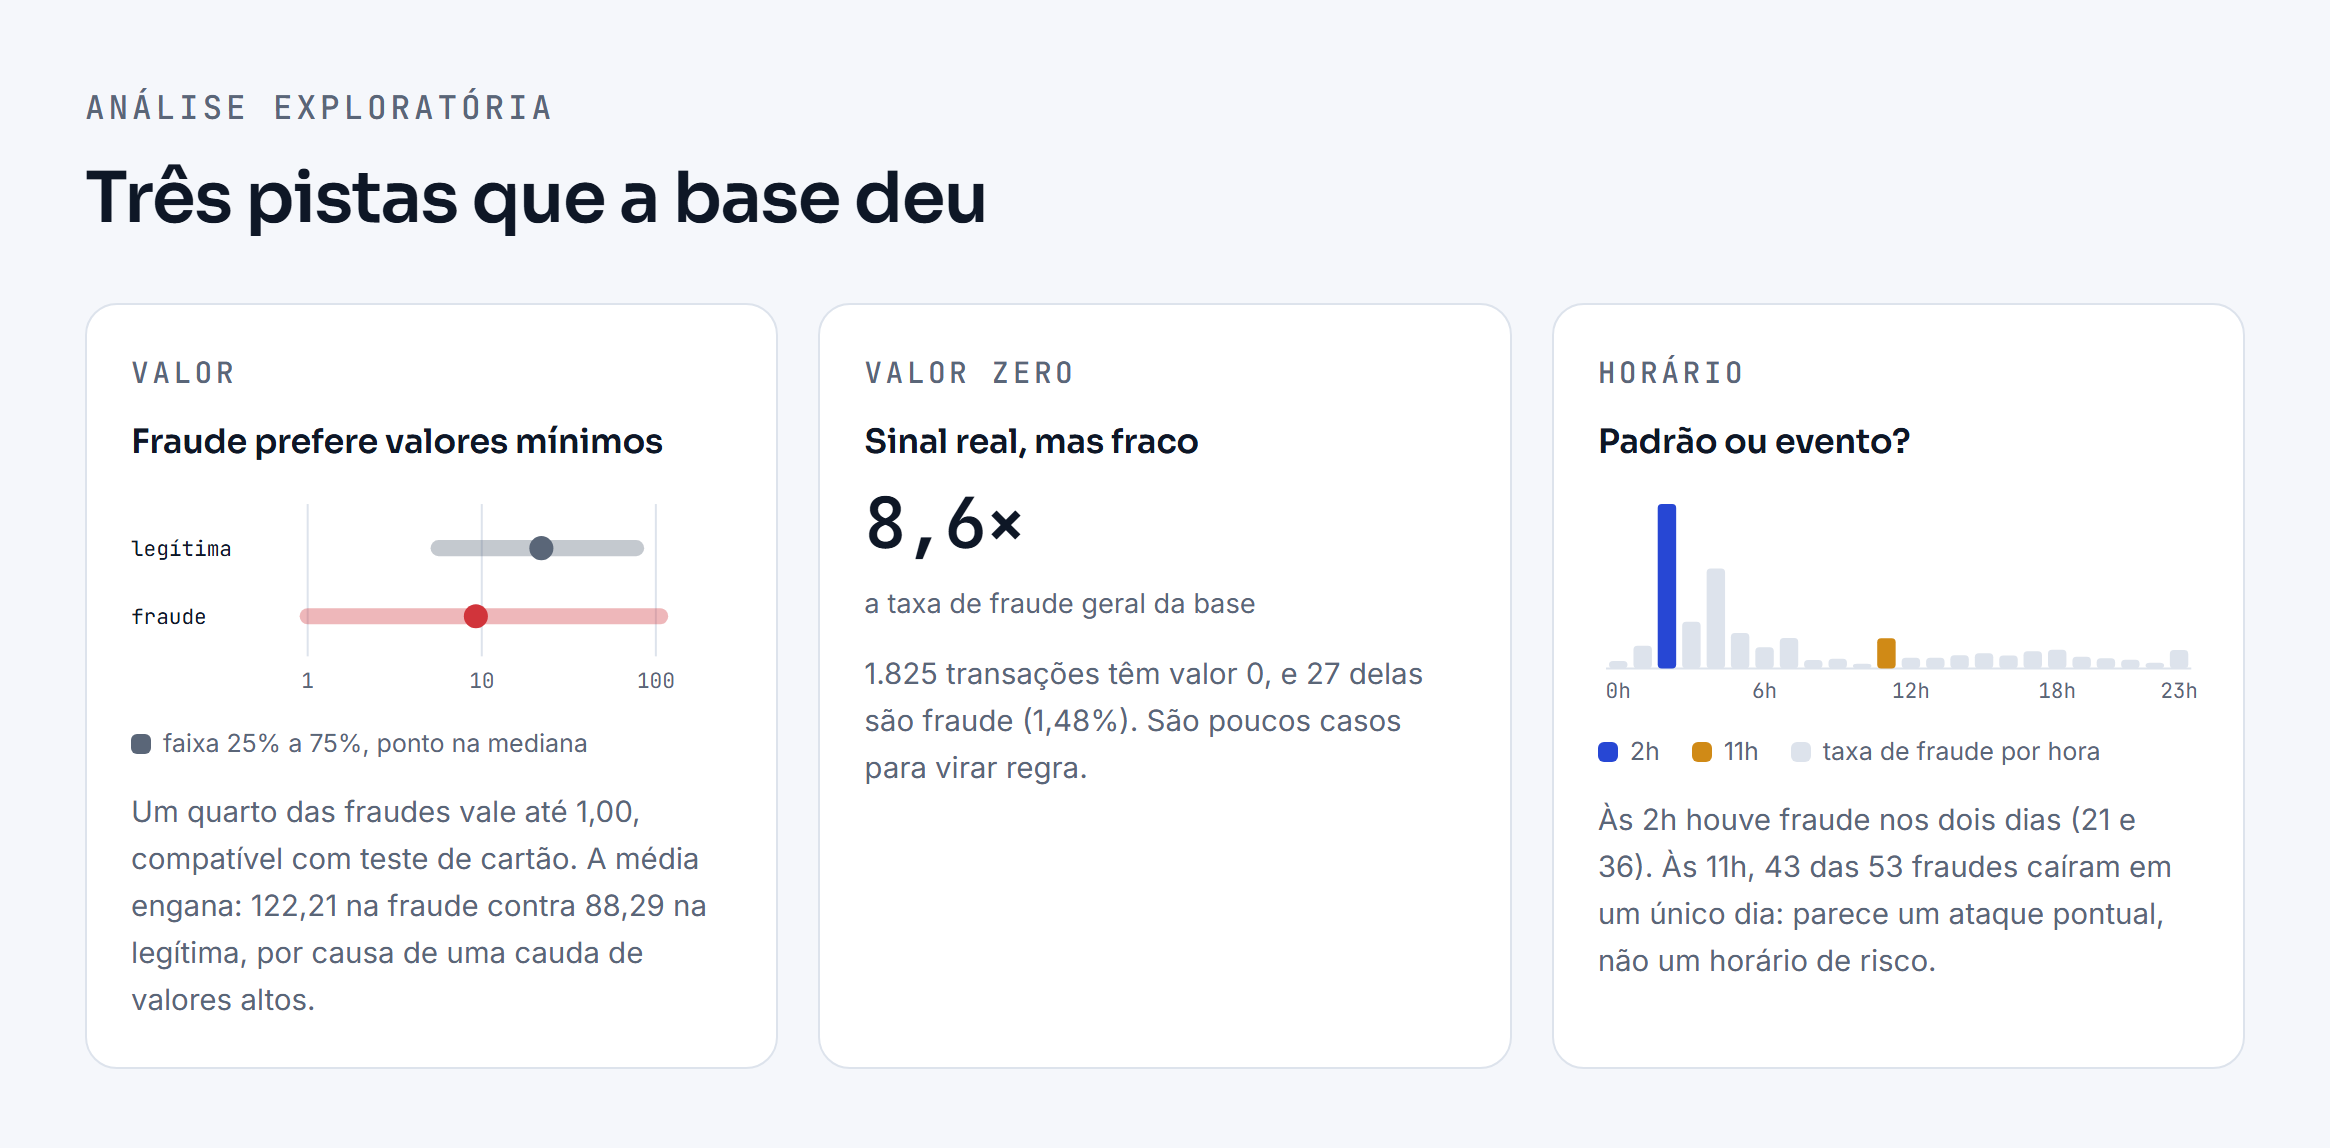 ANÁLISE EXPLORATÓRIA
Três pistas que a base deu
VALOR
Fraude prefere valores mínimos
legítima
fraude
1 10 100
faixa 25% a 75%, ponto na mediana
Um quarto das fraudes vale até 1,00,
compatível com teste de cartão. A média
engana: 122,21 na fraude contra 88,29 na
legítima, por causa de uma cauda de
valores altos.
VALOR ZERO
Sinal real, mas fraco
8,6×
a taxa de fraude geral da base
1.825 transações têm valor 0, e 27 delas
são fraude (1,48%). São poucos casos
para virar regra.
HORÁRIO
Padrão ou evento?
0h 6h 12h 18h 23h
2h 11h taxa de fraude por hora
Às 2h houve fraude nos dois dias (21 e
36). Às 11h, 43 das 53 fraudes caíram em
um único dia: parece um ataque pontual,
não um horário de risco.